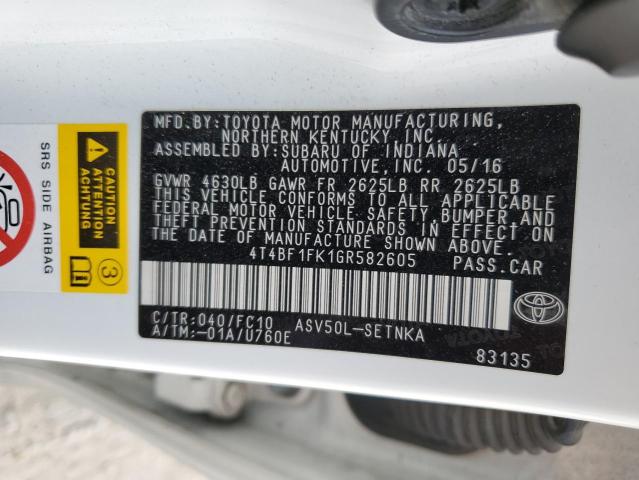 SRS SIDE AIRBAG
CAUTION
ATTENTION
ACHTUNG
3
MFD.BY:TOYOTA MOTOR MANUFACTURING,
NORTHERN KENTUCKY,INC.
ASSEMBLED.BY:SUBARU OF INDIANA
AUTOMOTIVE,INC. 05/16
GVWR 4630LB GAWR FR 2625LB RR 2625LB
THIS VEHICLE CONFORMS TO ALL APPLICABLE
FEDERAL MOTOR VEHICLE SAFETY,BUMPER,AND
THEFT PREVENTION STANDARDS IN EFFECT ON
THE DATE OF MANUFACTURE SHOWN ABOVE.
4T4BF1FK1GR582605 PASS.CAR
C/TR:040/FC10 ASV50L-SETNKA
A/TM:-01A/U760E
83135